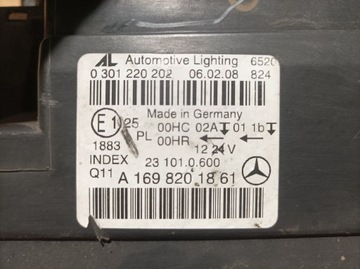 AL Automotive Lighting 652
0 301 220 202 06.02.08 824
Made in Germany
E1 25 00HC 02A 01 1b
PL 00HR
1883 12 24V
INDEX 23 101.0.600
Q11 A 169 820 18 61